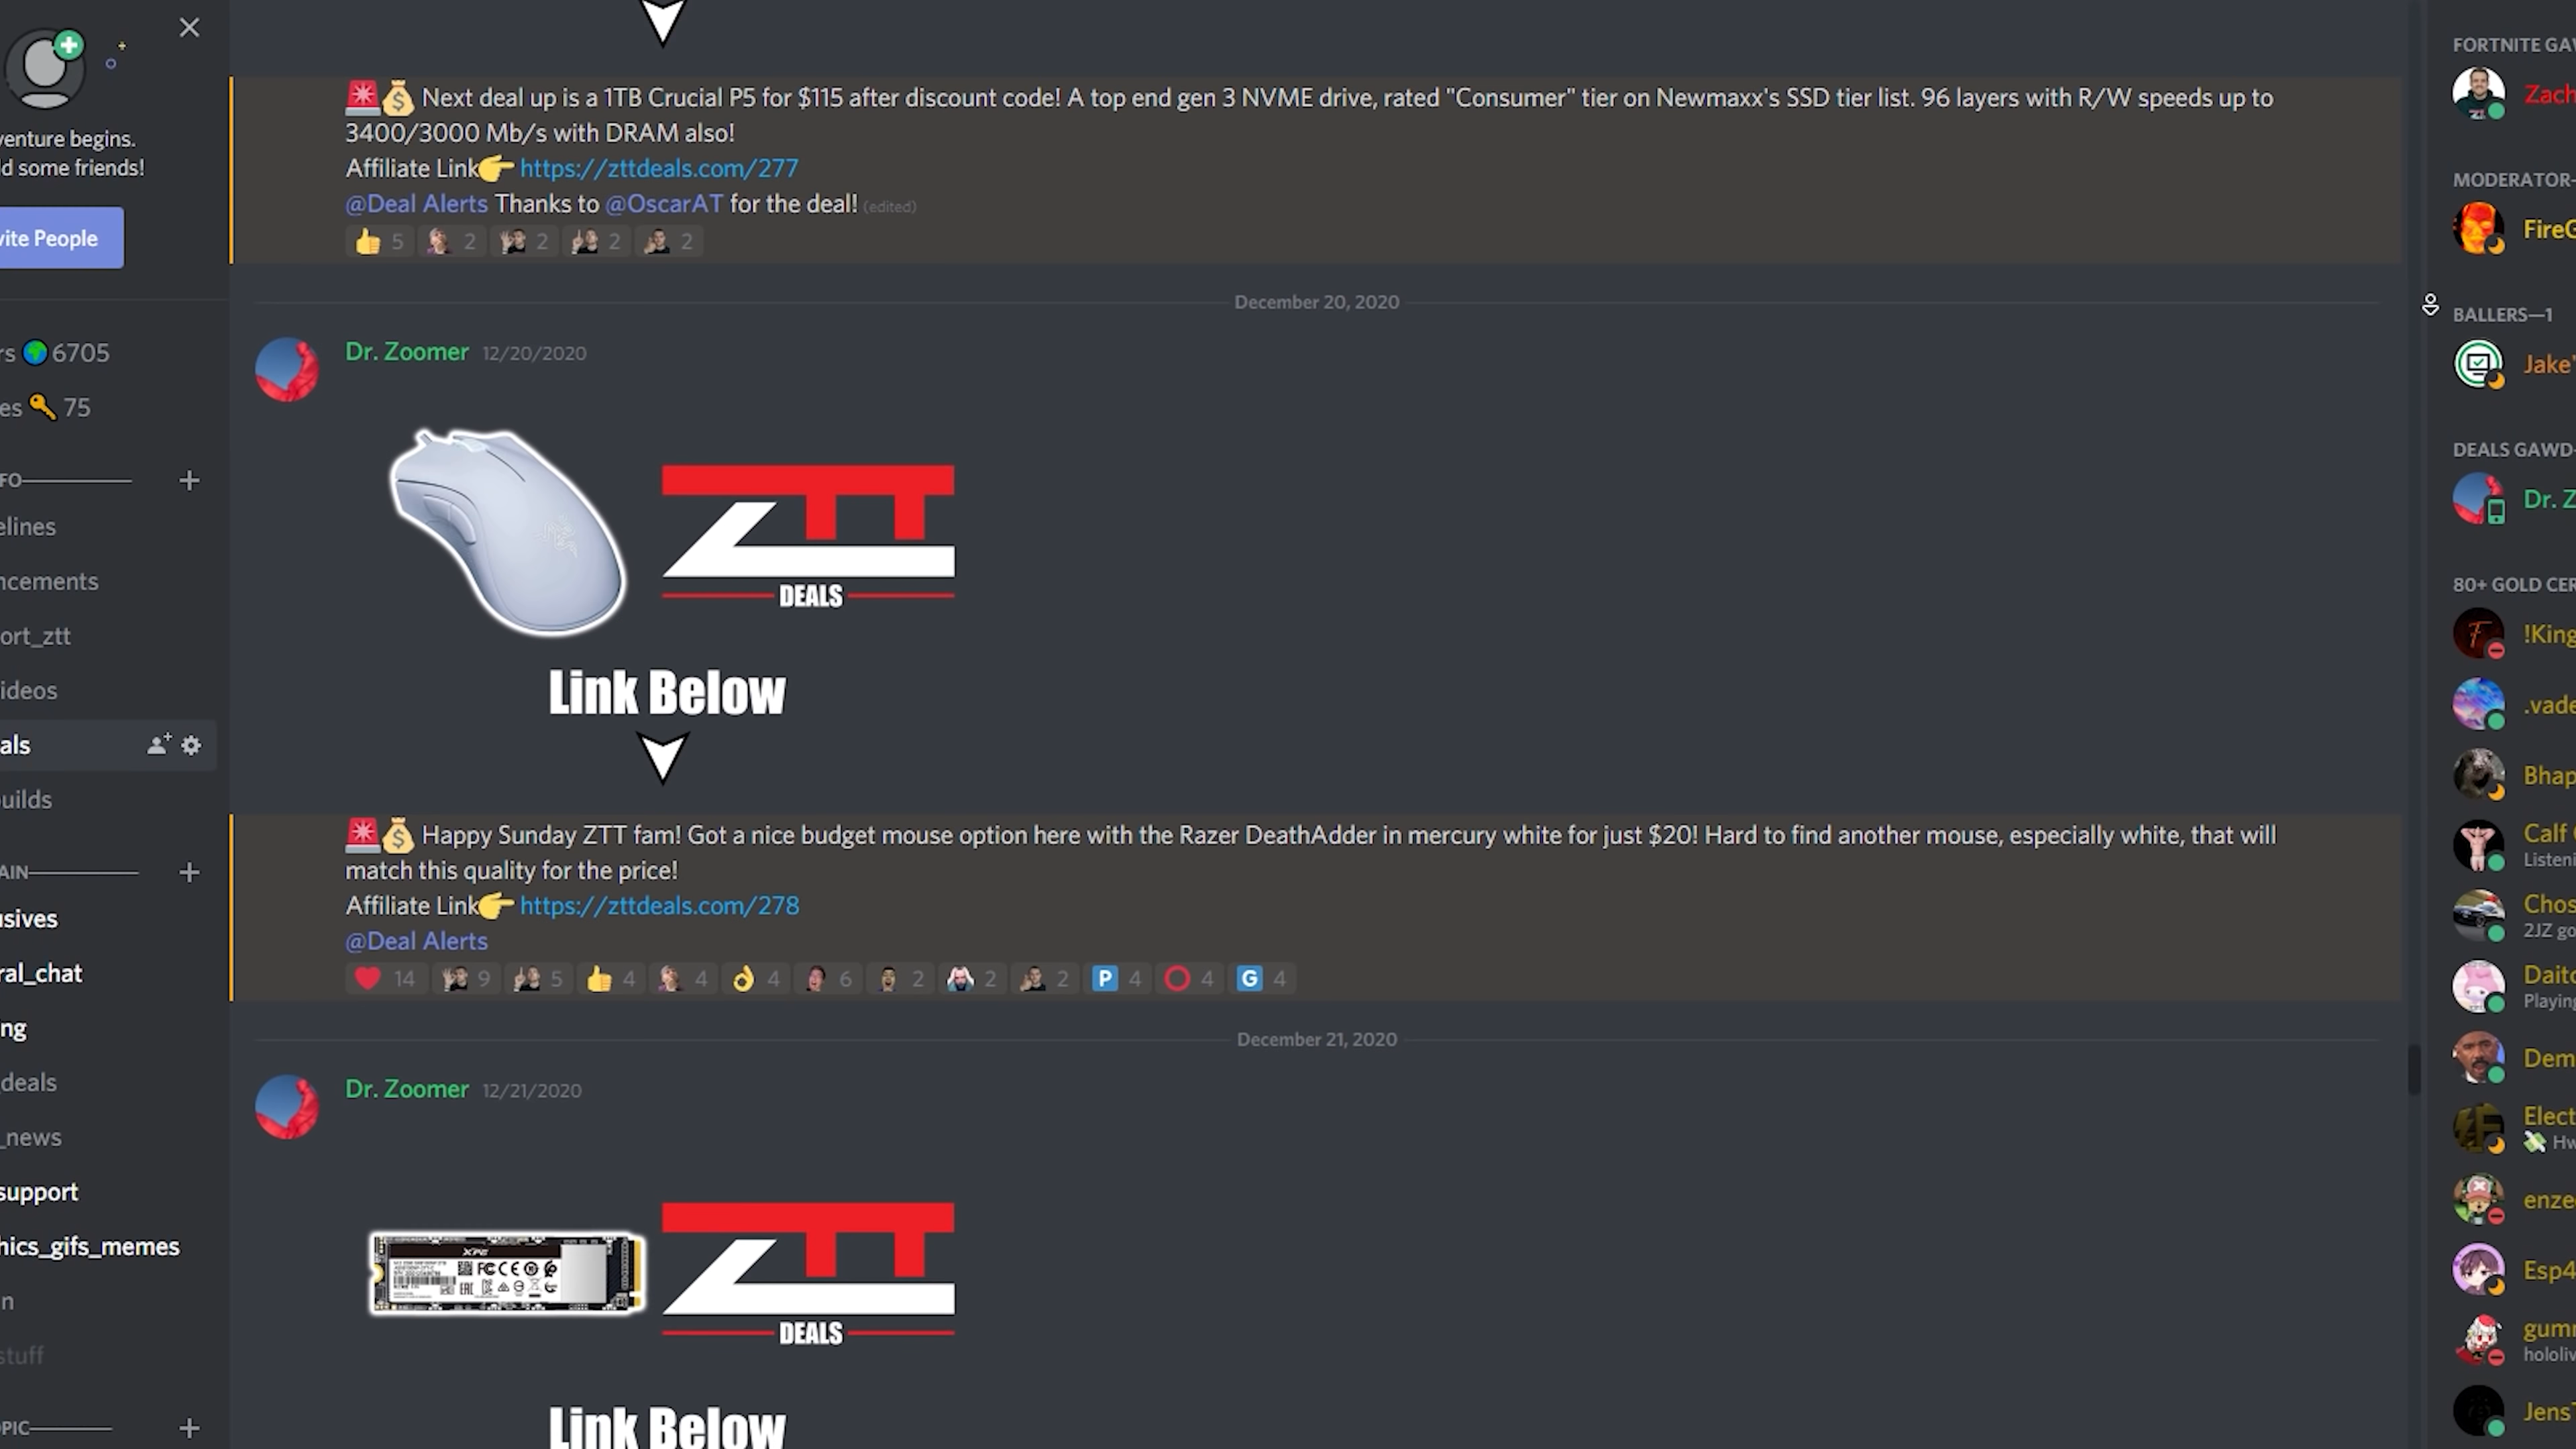 venture begins.
d some friends!
vite People
rs 6705
es 75
FO
elines
ncements
ort_ztt
ideos
als
uilds
AIN
usives
ral_chat
ng
deals
_news
support
hics_gifs_memes
n
stuff
OPIC
Next deal up is a 1TB Crucial P5 for $115 after discount code! A top end gen 3 NVME drive, rated "Consumer" tier on Newmaxx's SSD tier list. 96 layers with R/W speeds up to
3400/3000 Mb/s with DRAM also!
Affiliate Link https://zttdeals.com/277
@Deal Alerts Thanks to @OscarAT for the deal! (edited)
5 2 2 2 2
December 20, 2020
Dr. Zoomer 12/20/2020
ZTT
DEALS
Link Below
Happy Sunday ZTT fam! Got a nice budget mouse option here with the Razer DeathAdder in mercury white for just $20! Hard to find another mouse, especially white, that will
match this quality for the price!
Affiliate Link https://zttdeals.com/278
@Deal Alerts
14 9 5 4 4 4 6 2 2 2 P 4 4 G 4
December 21, 2020
Dr. Zoomer 12/21/2020
XPG
ZTT
DEALS
Link Below
FORTNITE GAW
Zach
MODERATOR—
FireG
BALLERS—1
Jake'
DEALS GAWD—
Dr. Z
80+ GOLD CER
!King
.vade
Bhap
Calf
Listeni
Chos
2JZ go
Daito
Playing
Dem
Elect
Hw
enze
Esp4
gumm
hololiv
JensT